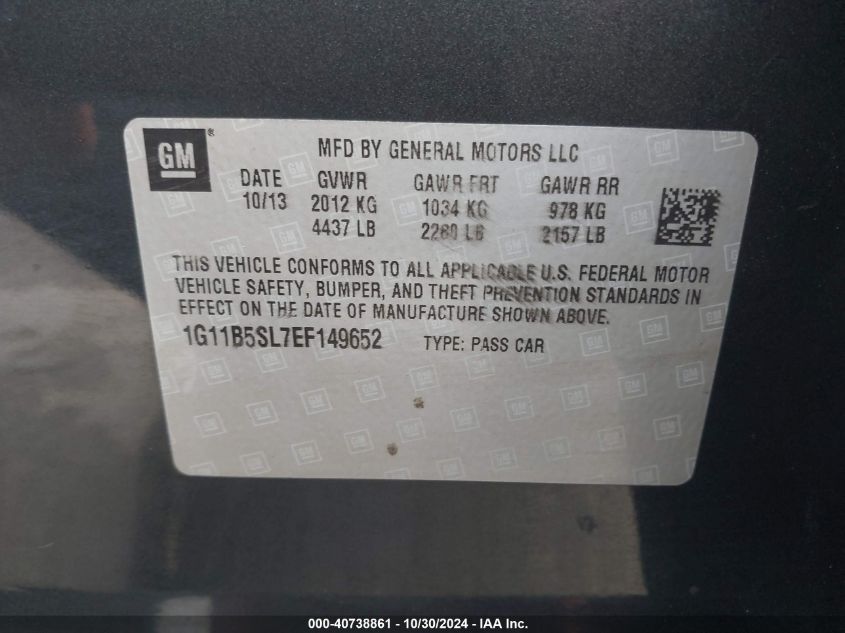 GM®
MFD BY GENERAL MOTORS LLC
DATE GVWR GAWR FRT GAWR RR
10/13 2012 KG 1034 KG 978 KG
4437 LB 2280 LB 2157 LB
THIS VEHICLE CONFORMS TO ALL APPLICABLE U.S. FEDERAL MOTOR
VEHICLE SAFETY, BUMPER, AND THEFT PREVENTION STANDARDS IN
EFFECT ON THE DATE OF MANUFACTURE SHOWN ABOVE.
1G11B5SL7EF149652 TYPE: PASS CAR
000-40738861 - 10/30/2024 - IAA Inc.